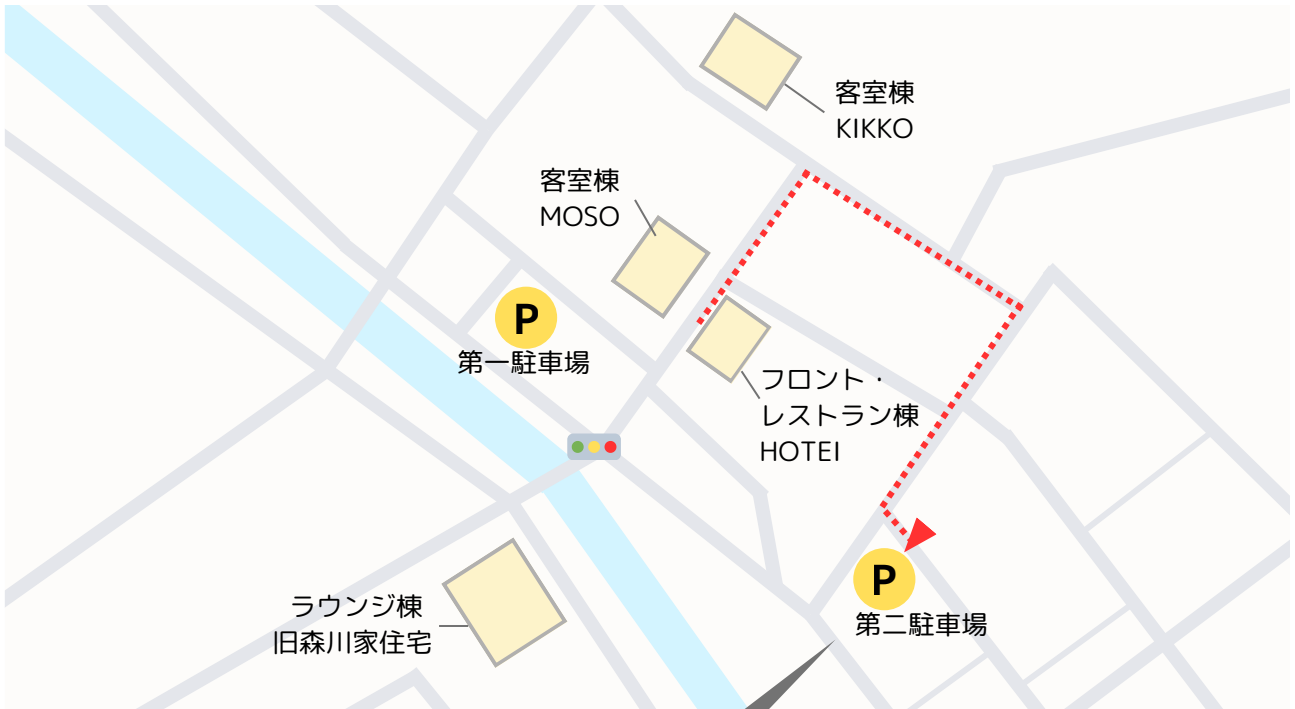 客室棟
KIKKO
客室棟
MOSO
P
第一駐車場
フロント・
レストラン棟
HOTEI
P
第二駐車場
ラウンジ棟
旧森川家住宅